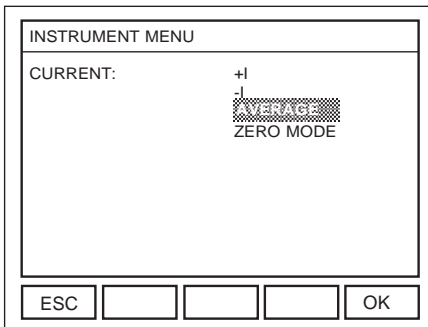 INSTRUMENT MENU
CURRENT: +I
-I
AVERAGE
ZERO MODE
ESC OK